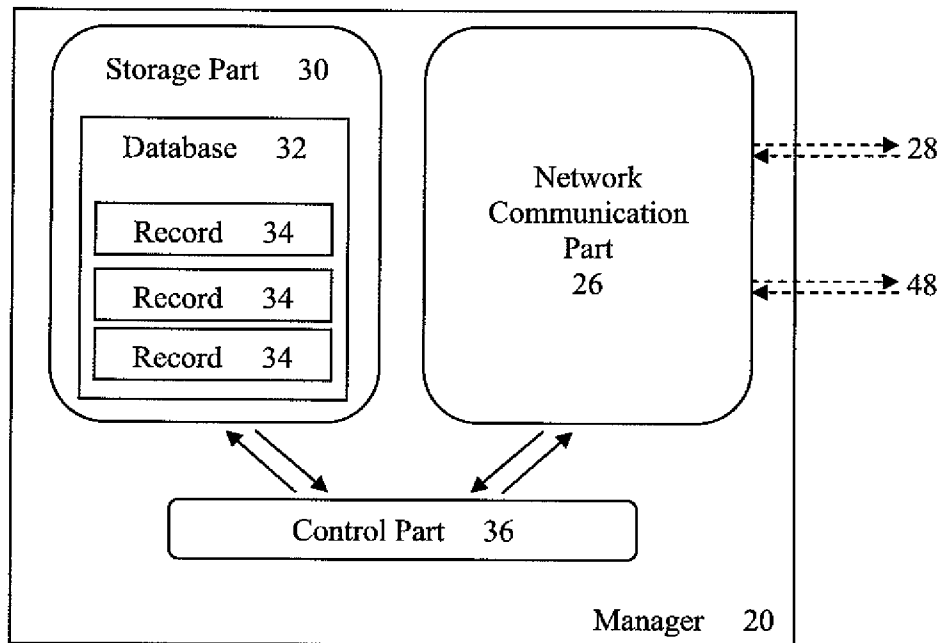 Storage Part 30
Database 32
Record 34
Record 34
Record 34
Network
Communication
Part
26
28
48
Control Part 36
Manager 20